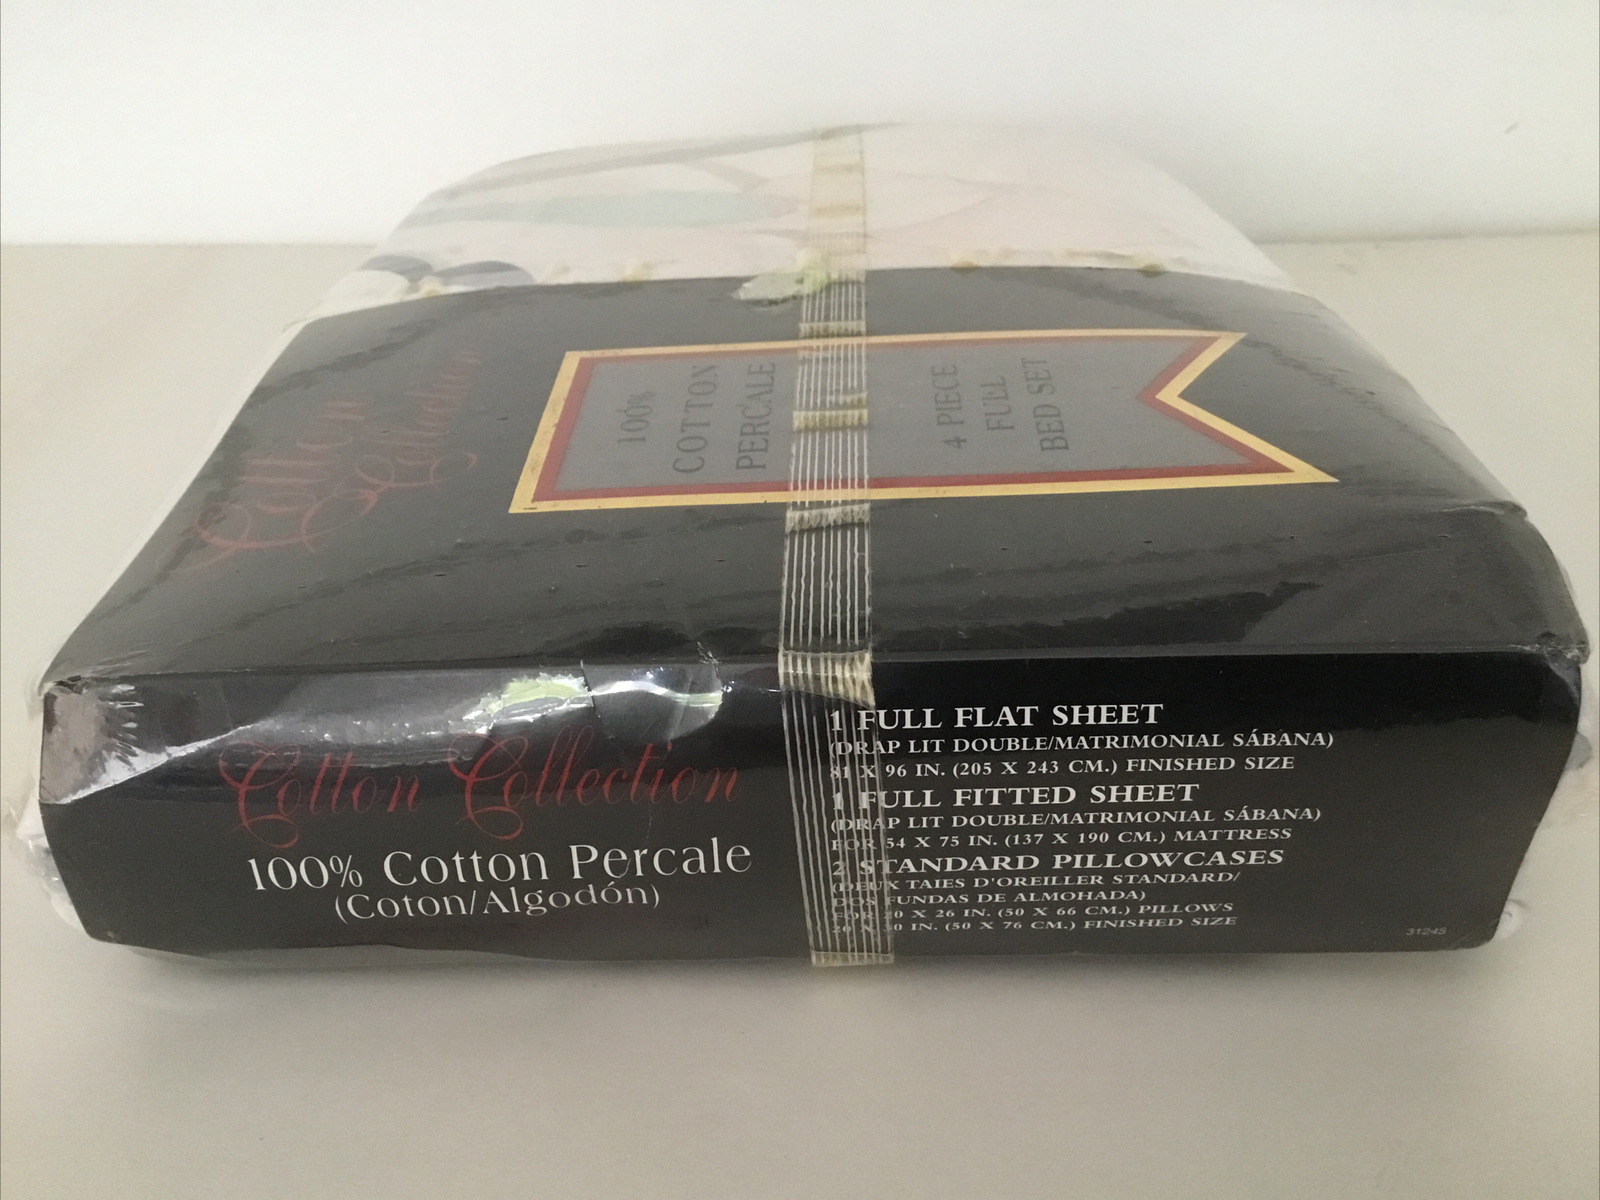 Cotton
Collection
100%
COTTON
PERCALE
4 PIECE
FULL
BED SET
Cotton Collection
100% Cotton Percale
(Coton/Algodón)
1 FULL FLAT SHEET
(DRAP LIT DOUBLE/MATRIMONIAL SÁBANA)
81 X 96 IN. (205 X 243 CM.) FINISHED SIZE
1 FULL FITTED SHEET
(DRAP LIT DOUBLE/MATRIMONIAL SÁBANA)
FOR 54 X 75 IN. (137 X 190 CM.) MATTRESS
2 STANDARD PILLOWCASES
(DEUX TAIES D'OREILLER STANDARD/
DOS FUNDAS DE ALMOHADA)
FOR 20 X 26 IN. (50 X 66 CM.) PILLOWS
20 X 30 IN. (50 X 76 CM.) FINISHED SIZE
31245